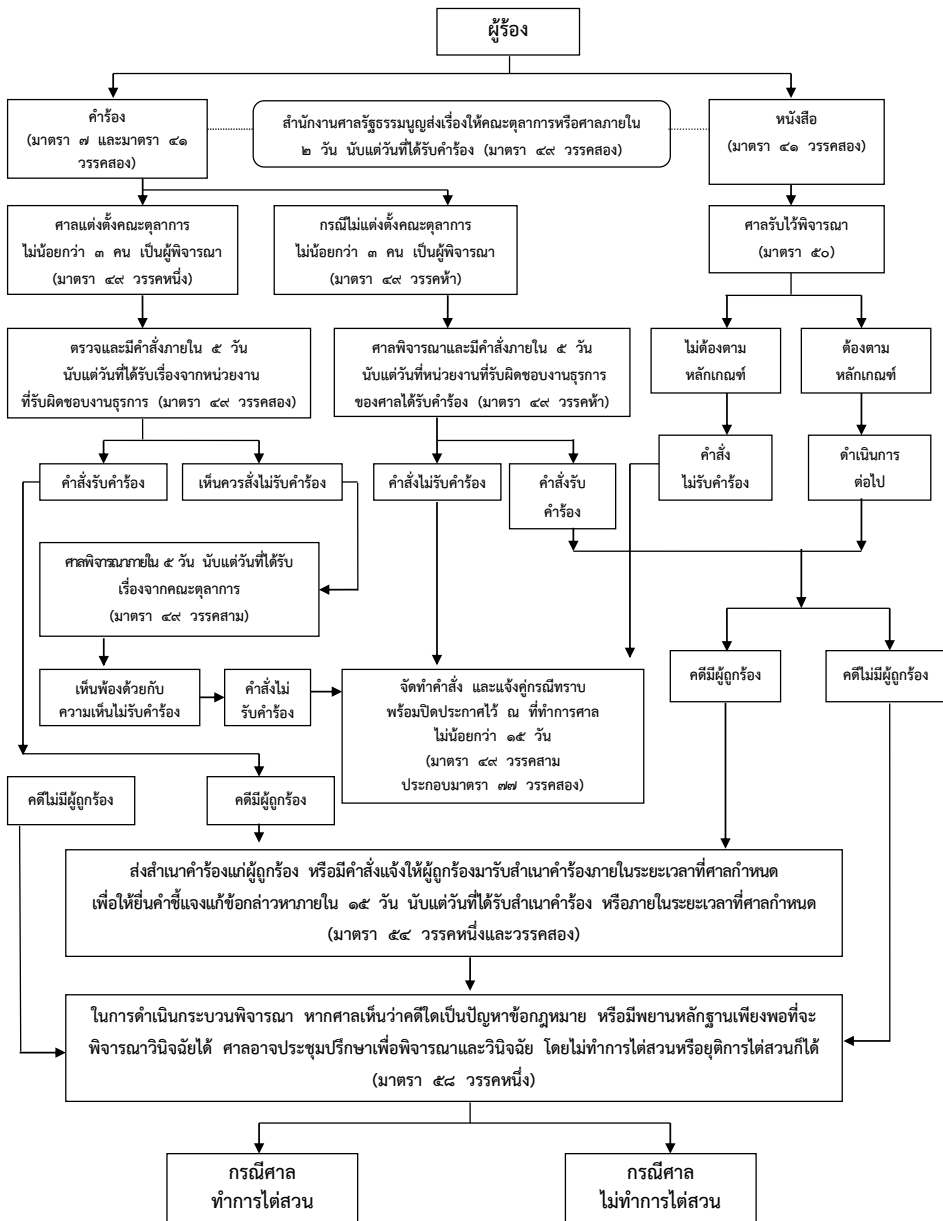 ผู้ร้อง
คำร้อง
(มาตรา ๗ และมาตรา ๔๑
วรรคสอง)
สำนักงานศาลรัฐธรรมนูญส่งเรื่องให้คณะตุลาการหรือศาลภายใน
๒ วัน นับแต่วันที่ได้รับคำร้อง (มาตรา ๔๙ วรรคสอง)
หนังสือ
(มาตรา ๔๑ วรรคสอง)
ศาลแต่งตั้งคณะตุลาการ
ไม่น้อยกว่า ๓ คน เป็นผู้พิจารณา
(มาตรา ๔๙ วรรคหนึ่ง)
กรณีไม่แต่งตั้งคณะตุลาการ
ไม่น้อยกว่า ๓ คน เป็นผู้พิจารณา
(มาตรา ๔๙ วรรคห้า)
ศาลรับไว้พิจารณา
(มาตรา ๕๐)
ตรวจและมีคำสั่งภายใน ๕ วัน
นับแต่วันที่ได้รับเรื่องจากหน่วยงาน
ที่รับผิดชอบงานธุรการ (มาตรา ๔๙ วรรคสอง)
ศาลพิจารณาและมีคำสั่งภายใน ๕ วัน
นับแต่วันที่หน่วยงานที่รับผิดชอบงานธุรการ
ของศาลได้รับคำร้อง (มาตรา ๔๙ วรรคห้า)
ไม่ต้องตาม
หลักเกณฑ์
ต้องตาม
หลักเกณฑ์
คำสั่งรับคำร้อง
เห็นควรสั่งไม่รับคำร้อง
คำสั่งไม่รับคำร้อง
คำสั่งรับ
คำร้อง
คำสั่ง
ไม่รับคำร้อง
ดำเนินการ
ต่อไป
ศาลพิจารณาภายใน ๕ วัน นับแต่วันที่ได้รับ
เรื่องจากคณะตุลาการ
(มาตรา ๔๙ วรรคสาม)
เห็นพ้องด้วยกับ
ความเห็นไม่รับคำร้อง
คำสั่งไม่
รับคำร้อง
จัดทำคำสั่ง และแจ้งคู่กรณีทราบ
พร้อมปิดประกาศไว้ ณ ที่ทำการศาล
ไม่น้อยกว่า ๑๕ วัน
(มาตรา ๔๙ วรรคสาม
ประกอบมาตรา ๗๗ วรรคสอง)
คดีมีผู้ถูกร้อง
คดีไม่มีผู้ถูกร้อง
คดีไม่มีผู้ถูกร้อง
คดีมีผู้ถูกร้อง
ส่งสำเนาคำร้องแก่ผู้ถูกร้อง หรือมีคำสั่งแจ้งให้ผู้ถูกร้องมารับสำเนาคำร้องภายในระยะเวลาที่ศาลกำหนด
เพื่อให้ยื่นคำชี้แจงแก้ข้อกล่าวหาภายใน ๑๕ วัน นับแต่วันที่ได้รับสำเนาคำร้อง หรือภายในระยะเวลาที่ศาลกำหนด
(มาตรา ๕๔ วรรคหนึ่งและวรรคสอง)
ในการดำเนินกระบวนพิจารณา หากศาลเห็นว่าคดีใดเป็นปัญหาข้อกฎหมาย หรือมีพยานหลักฐานเพียงพอที่จะ
พิจารณาวินิจฉัยได้ ศาลอาจประชุมปรึกษาเพื่อพิจารณาและวินิจฉัย โดยไม่ทำการไต่สวนหรือยุติการไต่สวนก็ได้
(มาตรา ๕๘ วรรคหนึ่ง)
กรณีศาล
ทำการไต่สวน
กรณีศาล
ไม่ทำการไต่สวน